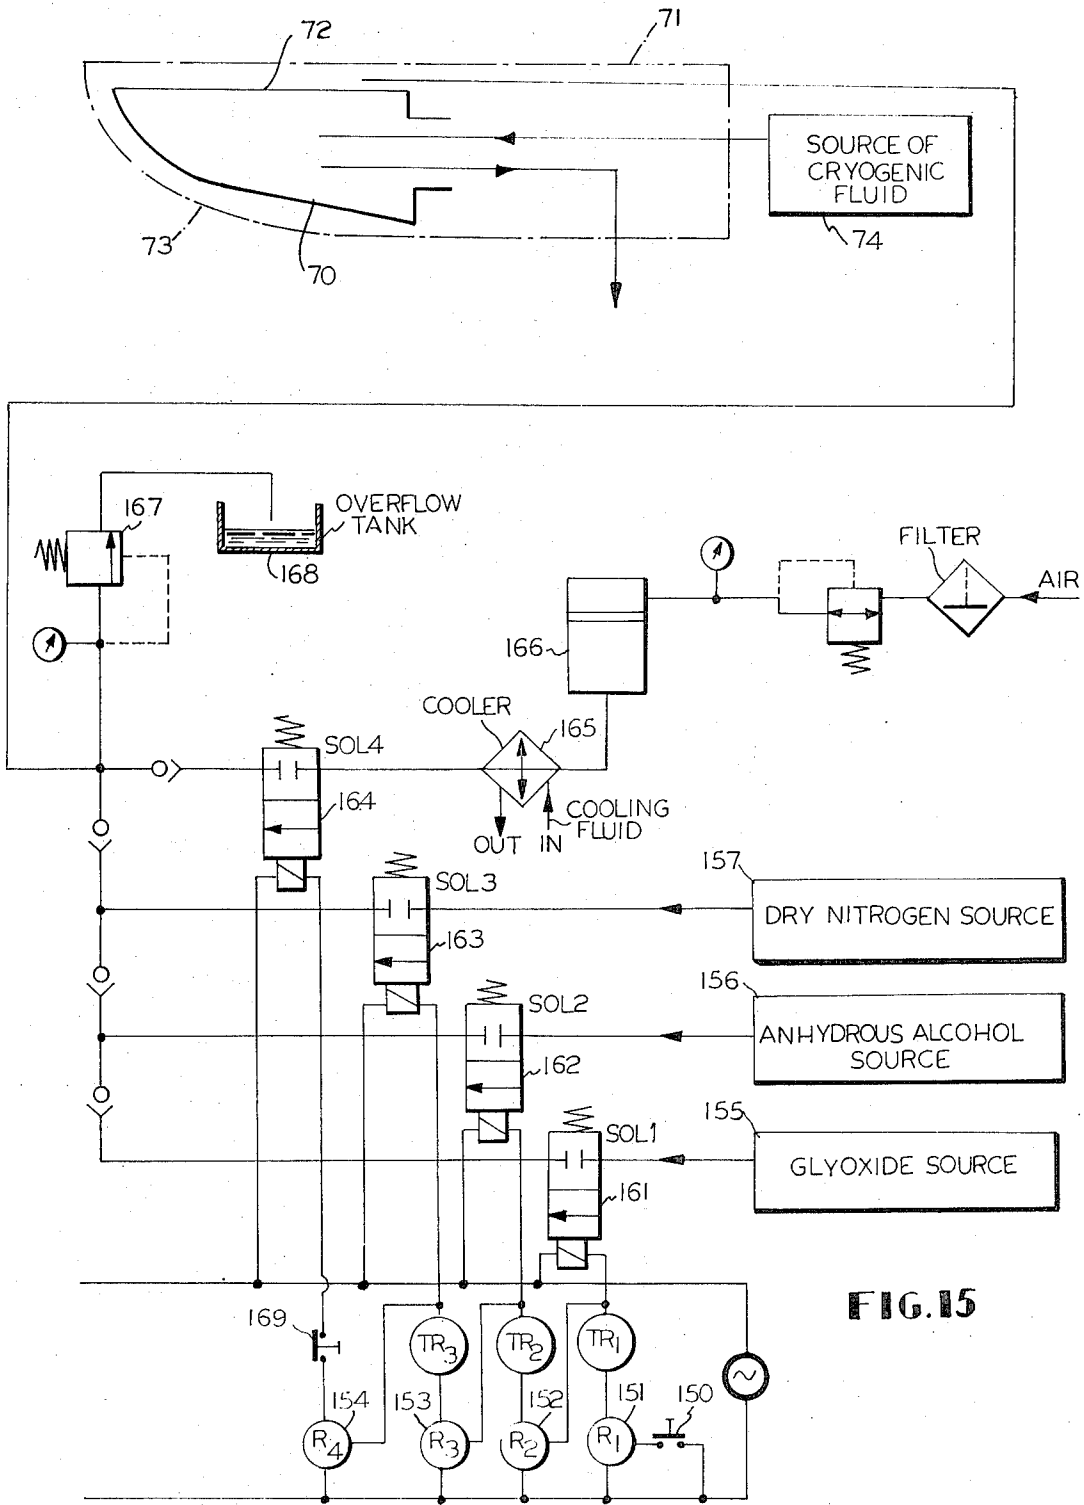 72
71
SOURCE OF
CRYOGENIC
FLUID
73
70
74
167
OVERFLOW
TANK
168
FILTER
AIR
166
COOLER
165
SOL4
164
COOLING
FLUID
OUT IN
157
SOL3
DRY NITROGEN SOURCE
163
156
SOL2
ANHYDROUS ALCOHOL
SOURCE
162
155
SOL1
GLYOXIDE SOURCE
161
FIG.15
169
TR3
TR2
TR1
~
154
153
152
151
150
R4
R3
R2
R1